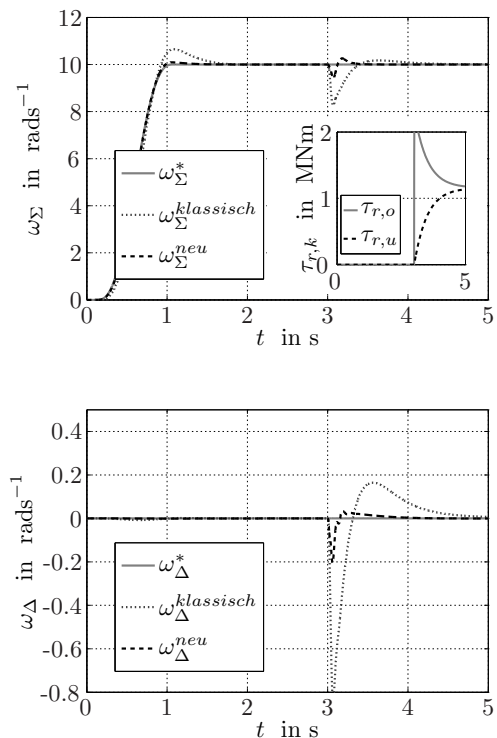 12
10
8
6
4
2
0
ω_Σ in rads⁻¹
ω*_Σ
ω_Σ^klassisch
ω_Σ^neu
2
1
0
τ_r,k in MNm
τ_r,o
τ_r,u
0 5
0 1 2 3 4 5
t in s
0.4
0.2
0
-0.2
-0.4
-0.6
-0.8
ω_Δ in rads⁻¹
ω*_Δ
ω_Δ^klassisch
ω_Δ^neu
0 1 2 3 4 5
t in s